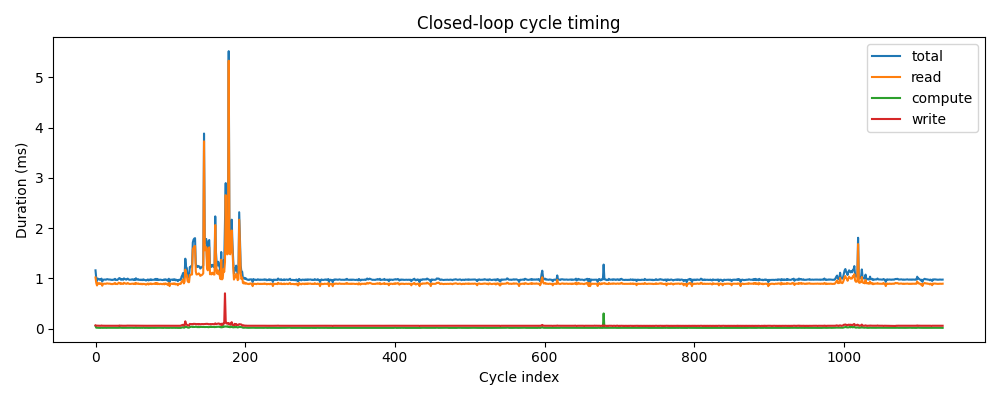 Closed-loop cycle timing
total
read
compute
write
Duration (ms)
5
4
3
2
1
0
0
200
400
600
800
1000
Cycle index